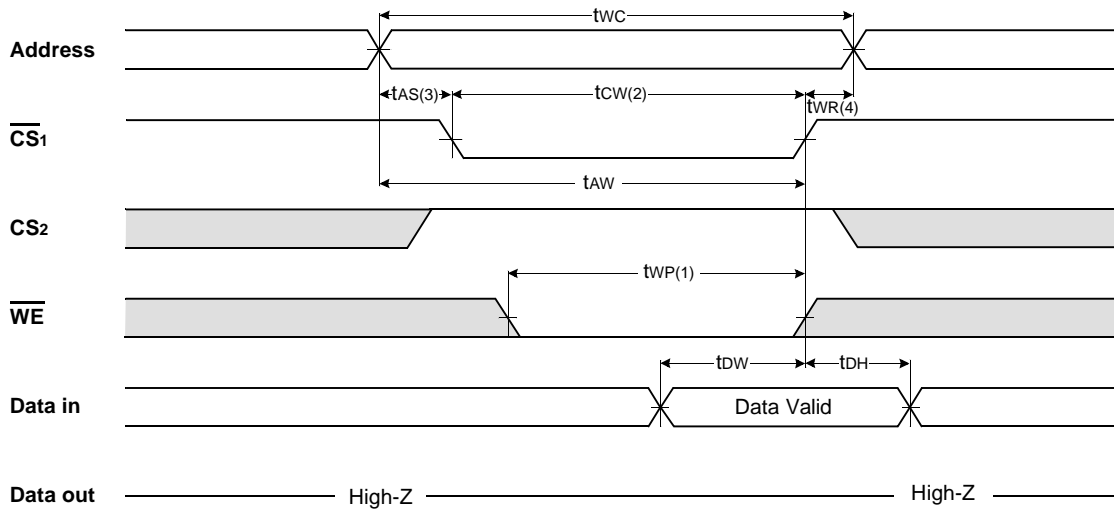 tWC
Address
tAS(3) tCW(2) tWR(4)
CS1
tAW
CS2
tWP(1)
WE
tDW tDH
Data in Data Valid
Data out High-Z High-Z